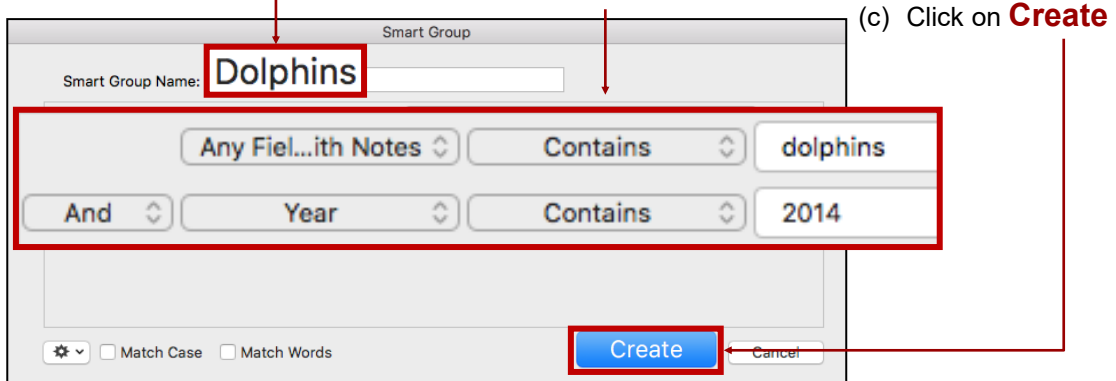 (c) Click on Create
Smart Group
Smart Group Name: Dolphins
Any Fiel...ith Notes Contains dolphins
And Year Contains 2014
Match Case Match Words Create Cancel